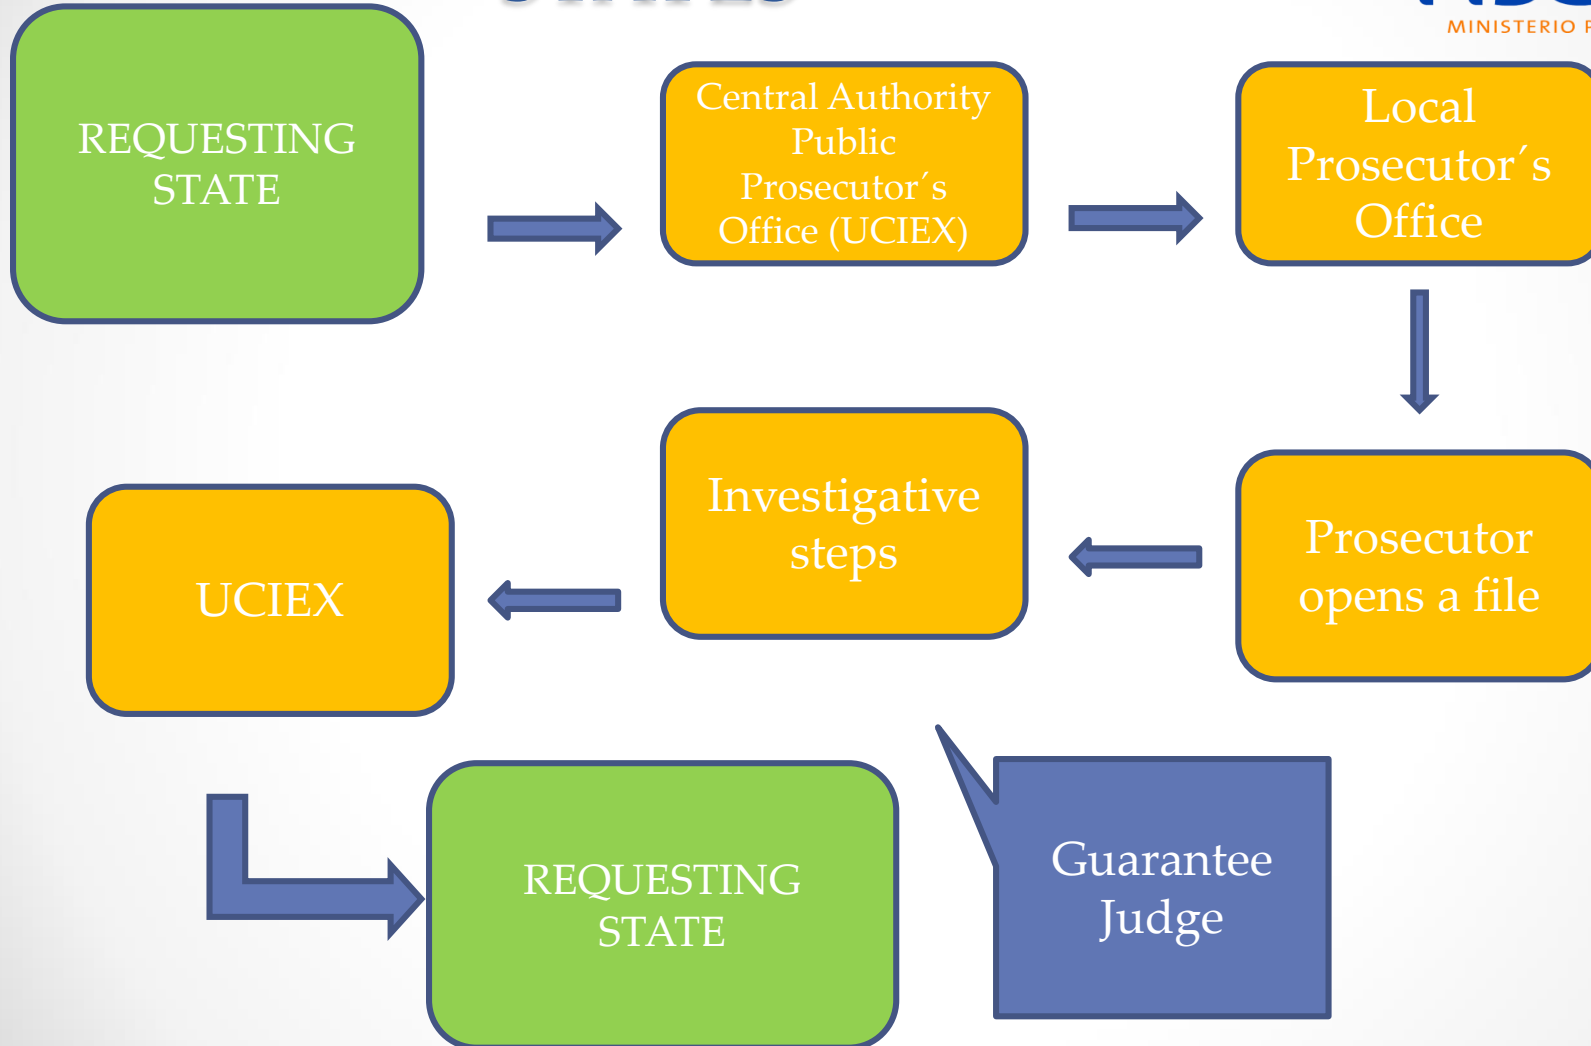 REQUESTING
STATE
Central Authority
Public
Prosecutor´s
Office (UCIEX)
Local
Prosecutor´s
Office
Prosecutor
opens a file
Investigative
steps
UCIEX
REQUESTING
STATE
Guarantee
Judge
MINISTERIO